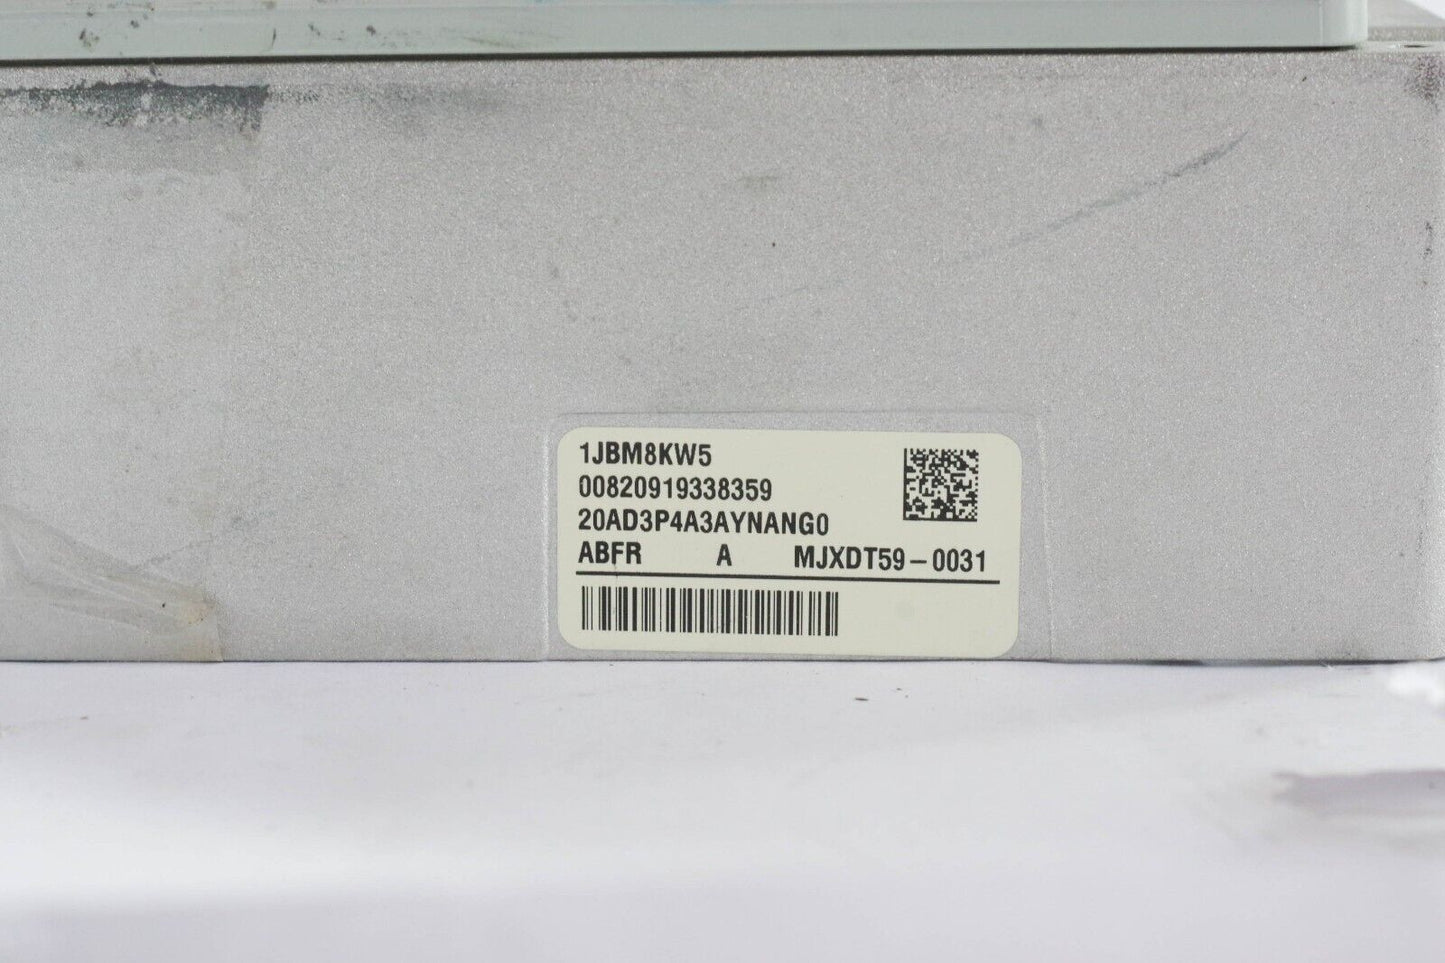 1JBM8KW5
00820919338359
20AD3P4A3AYNANG0
ABFR A MJXDT59-0031